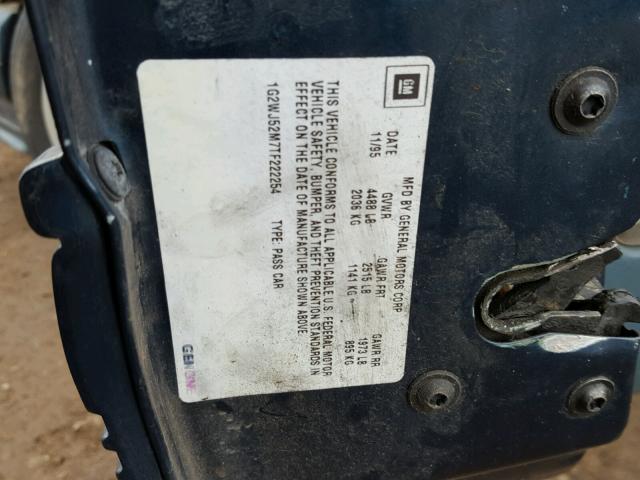 GM
MFD BY GENERAL MOTORS CORP
DATE GVWR GAWR FRT GAWR RR
11/95 4488 LB 2515 LB 1973 LB
2036 KG 1141 KG 895 KG
THIS VEHICLE CONFORMS TO ALL APPLICABLE U.S. FEDERAL MOTOR
VEHICLE SAFETY, BUMPER, AND THEFT PREVENTION STANDARDS IN
EFFECT ON THE DATE OF MANUFACTURE SHOWN ABOVE.
1G2WJ52M7TF222254 TYPE: PASS CAR
GENUINE